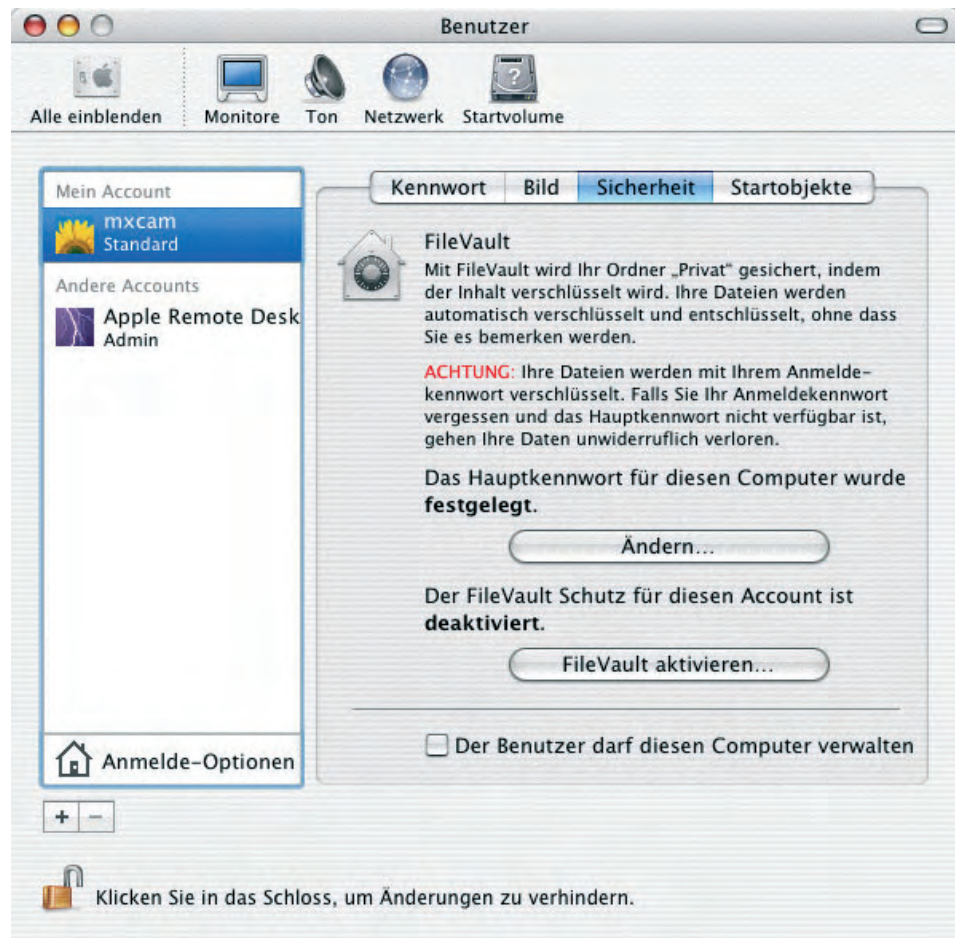 Benutzer
Alle einblenden
Monitore
Ton
Netzwerk
Startvolume
Mein Account
mxcam
Standard
Andere Accounts
Apple Remote Desk
Admin
Anmelde-Optionen
Kennwort
Bild
Sicherheit
Startobjekte
FileVault
Mit FileVault wird Ihr Ordner „Privat“ gesichert, indem
der Inhalt verschlüsselt wird. Ihre Dateien werden
automatisch verschlüsselt und entschlüsselt, ohne dass
Sie es bemerken werden.
ACHTUNG: Ihre Dateien werden mit Ihrem Anmelde-
kennwort verschlüsselt. Falls Sie Ihr Anmeldekennwort
vergessen und das Hauptkennwort nicht verfügbar ist,
gehen Ihre Daten unwiderruflich verloren.
Das Hauptkennwort für diesen Computer wurde
festgelegt.
Ändern...
Der FileVault Schutz für diesen Account ist
deaktiviert.
FileVault aktivieren...
Der Benutzer darf diesen Computer verwalten
+ −
Klicken Sie in das Schloss, um Änderungen zu verhindern.